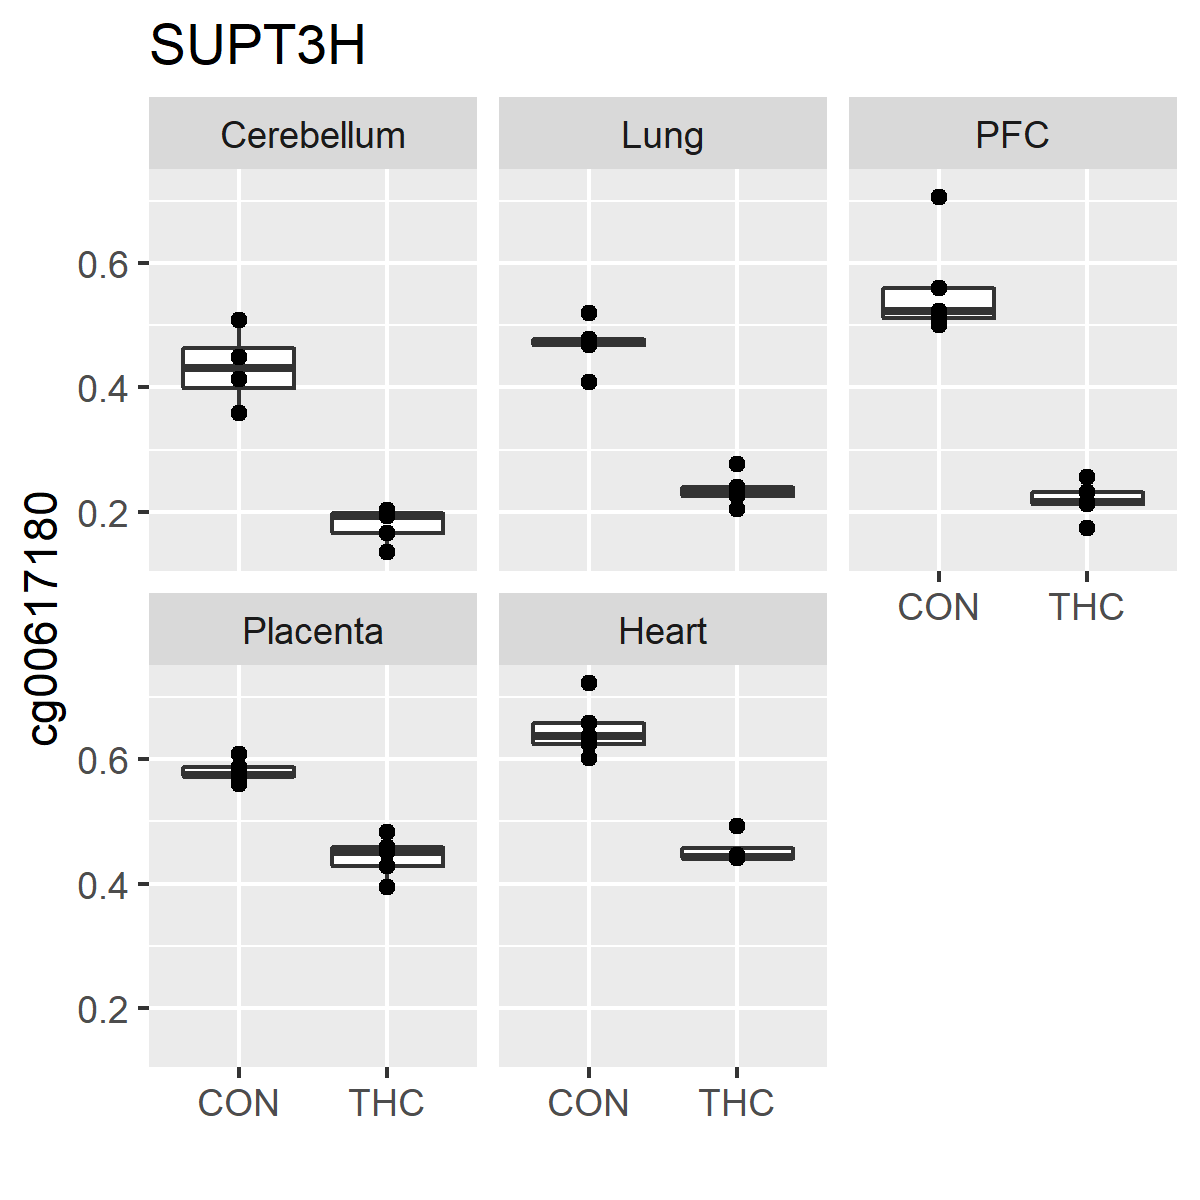 SUPT3H
Cerebellum
Lung
PFC
0.6
0.4
0.2
CON
THC
cg00617180
Placenta
Heart
0.6
0.4
0.2
CON
THC
CON
THC